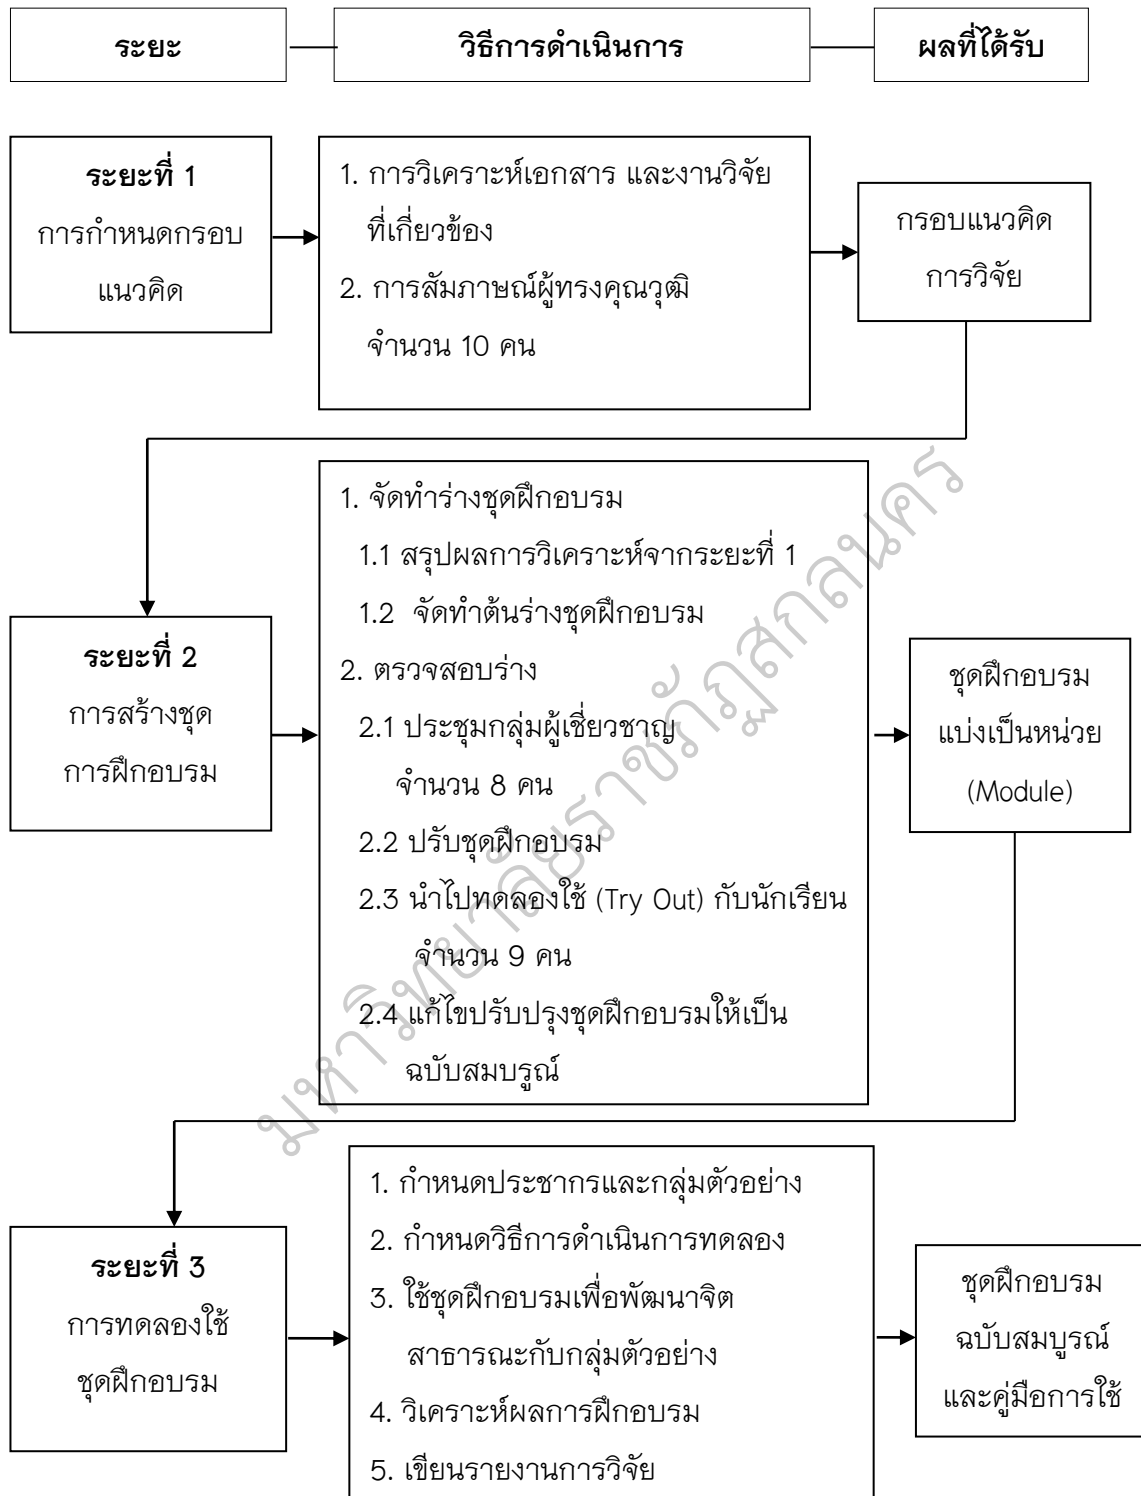 ระยะ
วิธีการดำเนินการ
ผลที่ได้รับ
ระยะที่ 1
การกำหนดกรอบ
แนวคิด
1. การวิเคราะห์เอกสาร และงานวิจัย
ที่เกี่ยวข้อง
2. การสัมภาษณ์ผู้ทรงคุณวุฒิ
จำนวน 10 คน
กรอบแนวคิด
การวิจัย
ระยะที่ 2
การสร้างชุด
การฝึกอบรม
1. จัดทำร่างชุดฝึกอบรม
1.1 สรุปผลการวิเคราะห์จากระยะที่ 1
1.2 จัดทำต้นร่างชุดฝึกอบรม
2. ตรวจสอบร่าง
2.1 ประชุมกลุ่มผู้เชี่ยวชาญ
จำนวน 8 คน
2.2 ปรับชุดฝึกอบรม
2.3 นำไปทดลองใช้ (Try Out) กับนักเรียน
จำนวน 9 คน
2.4 แก้ไขปรับปรุงชุดฝึกอบรมให้เป็น
ฉบับสมบรูณ์
ชุดฝึกอบรม
แบ่งเป็นหน่วย
(Module)
ระยะที่ 3
การทดลองใช้
ชุดฝึกอบรม
1. กำหนดประชากรและกลุ่มตัวอย่าง
2. กำหนดวิธีการดำเนินการทดลอง
3. ใช้ชุดฝึกอบรมเพื่อพัฒนาจิต
สาธารณะกับกลุ่มตัวอย่าง
4. วิเคราะห์ผลการฝึกอบรม
5. เขียนรายงานการวิจัย
ชุดฝึกอบรม
ฉบับสมบูรณ์
และคู่มือการใช้
มหาวิทยาลัยราชภัฏสกลนคร